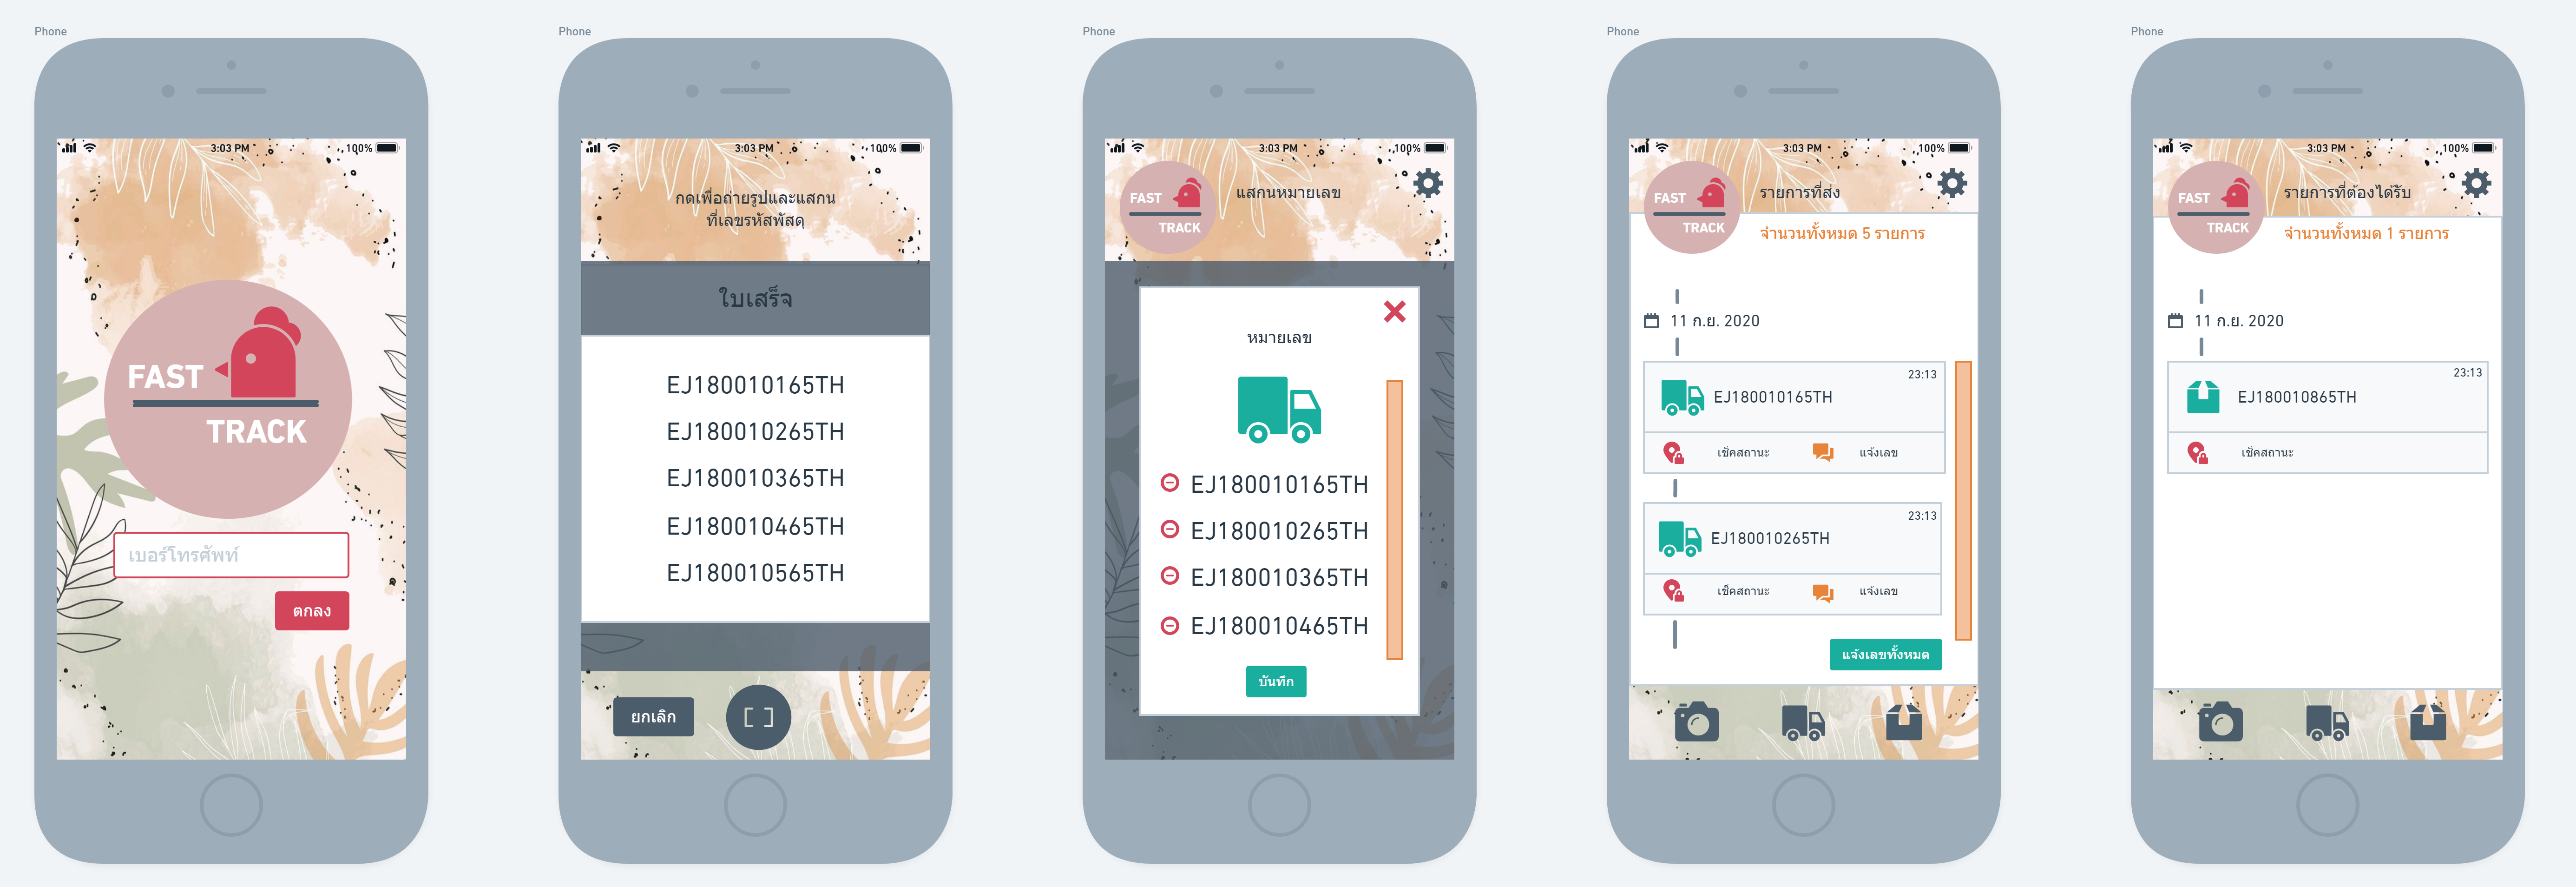 Phone
3:03 PM
100%
FAST
TRACK
เบอร์โทรศัพท์
ตกลง
Phone
3:03 PM
100%
กดเพื่อถ่ายรูปและแสกน
ที่เลขรหัสพัสดุ
ใบเสร็จ
EJ180010165TH
EJ180010265TH
EJ180010365TH
EJ180010465TH
EJ180010565TH
ยกเลิก
Phone
3:03 PM
100%
FAST
TRACK
แสกนหมายเลข
หมายเลข
EJ180010165TH
EJ180010265TH
EJ180010365TH
EJ180010465TH
บันทึก
Phone
3:03 PM
100%
FAST
TRACK
รายการที่ส่ง
จำนวนทั้งหมด 5 รายการ
11 ก.ย. 2020
23:13
EJ180010165TH
เช็คสถานะ
แจ้งเลข
23:13
EJ180010265TH
เช็คสถานะ
แจ้งเลข
แจ้งเลขทั้งหมด
Phone
3:03 PM
100%
FAST
TRACK
รายการที่ต้องได้รับ
จำนวนทั้งหมด 1 รายการ
11 ก.ย. 2020
23:13
EJ180010865TH
เช็คสถานะ